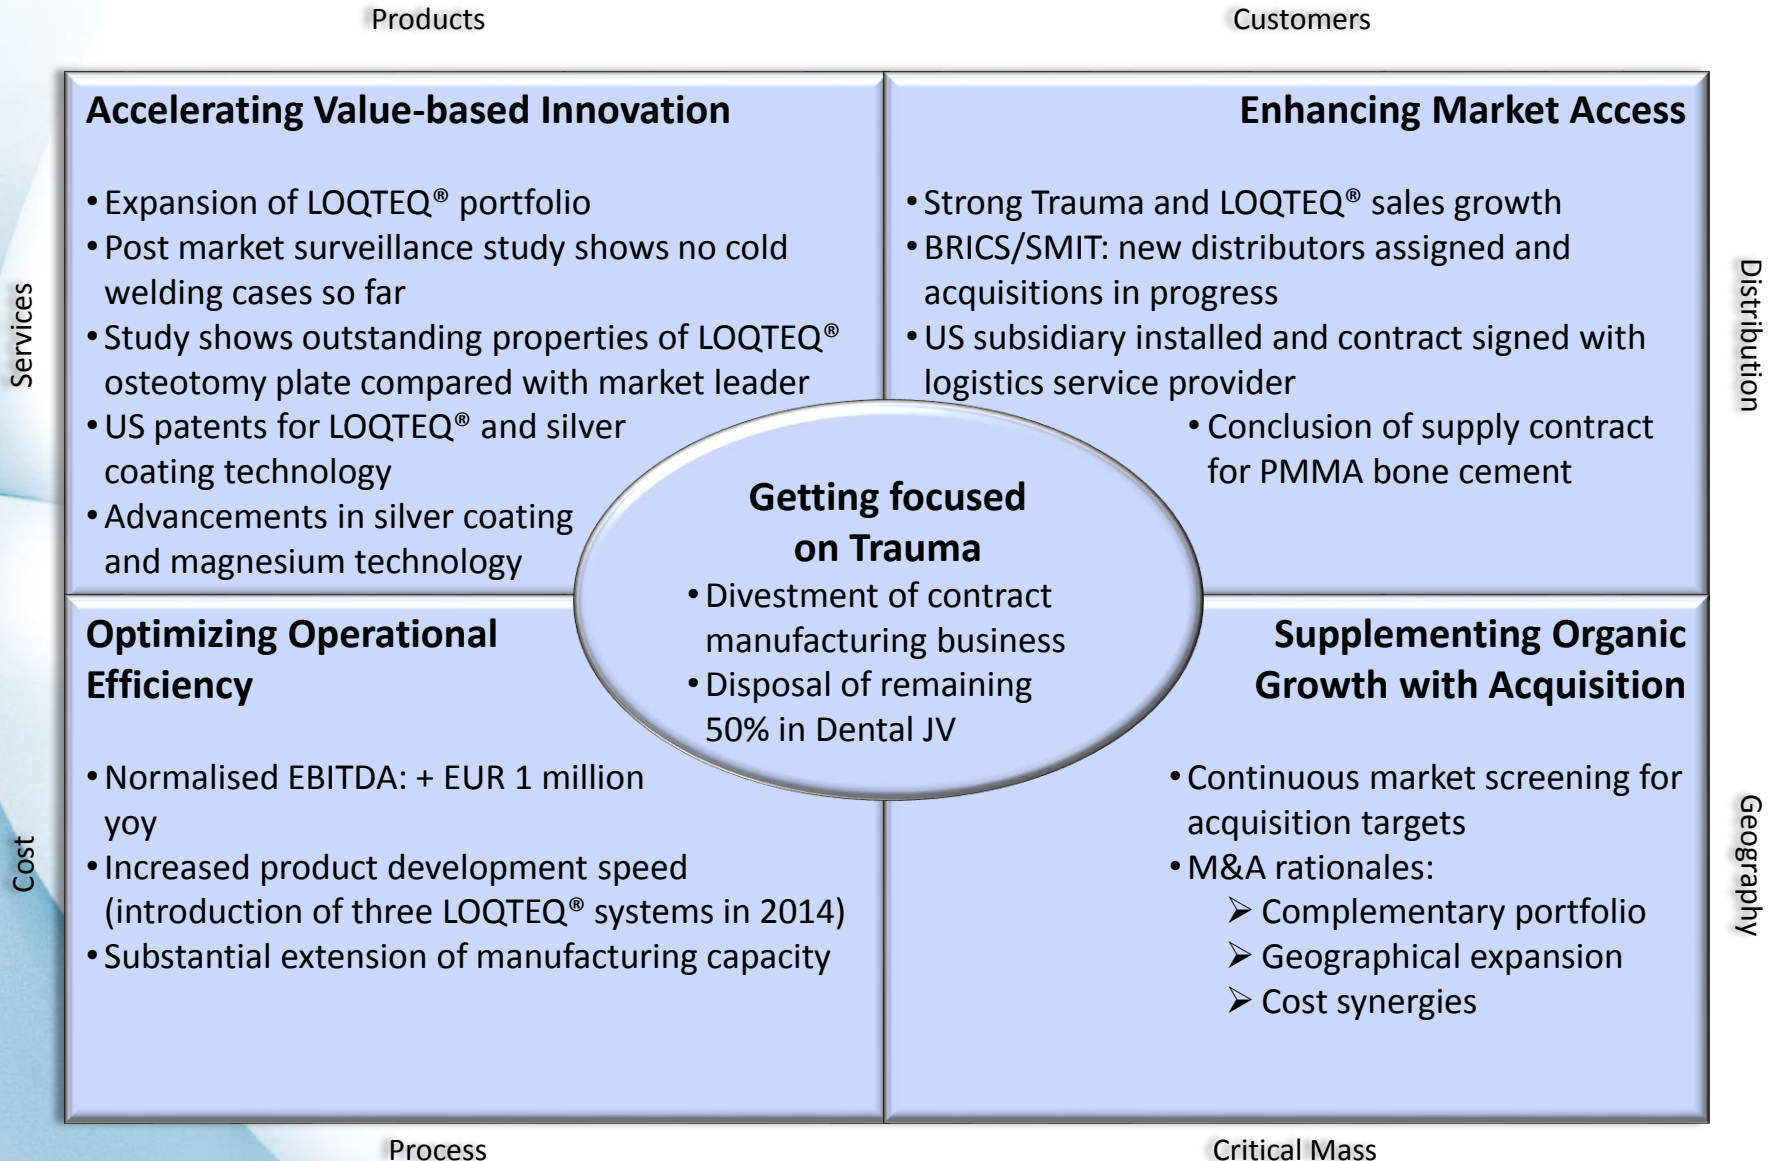 Products
Customers
Services
Accelerating Value-based Innovation
• Expansion of LOQTEQ® portfolio
• Post market surveillance study shows no cold
welding cases so far
• Study shows outstanding properties of LOQTEQ®
osteotomy plate compared with market leader
• US patents for LOQTEQ® and silver
coating technology
• Advancements in silver coating
and magnesium technology
Enhancing Market Access
• Strong Trauma and LOQTEQ® sales growth
• BRICS/SMIT: new distributors assigned and
acquisitions in progress
• US subsidiary installed and contract signed with
logistics service provider
• Conclusion of supply contract
for PMMA bone cement
Distribution
Getting focused
on Trauma
• Divestment of contract
manufacturing business
• Disposal of remaining
50% in Dental JV
Cost
Optimizing Operational
Efficiency
• Normalised EBITDA: + EUR 1 million
yoy
• Increased product development speed
(introduction of three LOQTEQ® systems in 2014)
• Substantial extension of manufacturing capacity
Supplementing Organic
Growth with Acquisition
• Continuous market screening for
acquisition targets
• M&A rationales:
➢ Complementary portfolio
➢ Geographical expansion
➢ Cost synergies
Geography
Process
Critical Mass